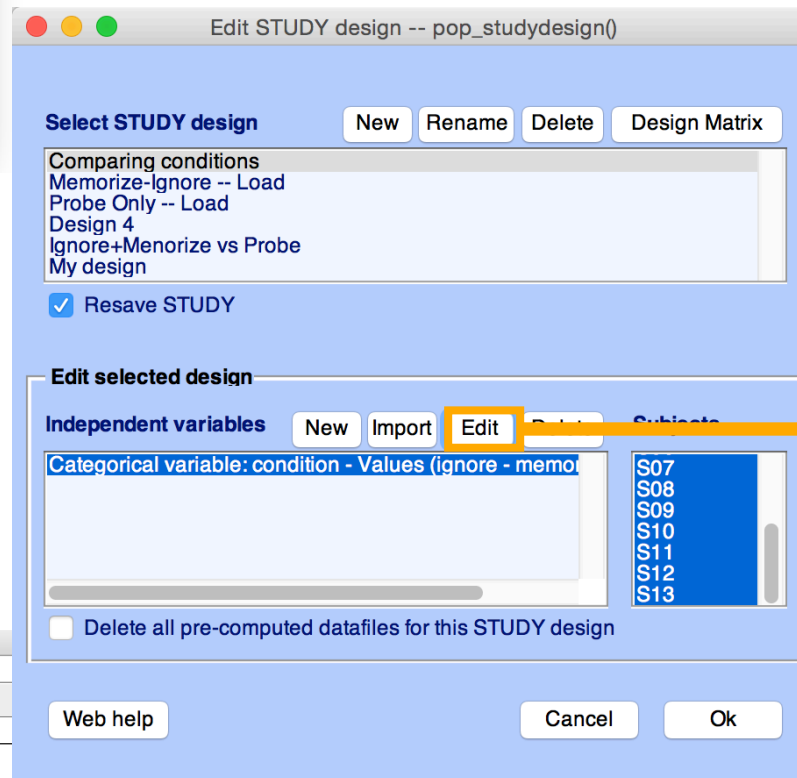 Edit STUDY design -- pop_studydesign()
Select STUDY design New Rename Delete Design Matrix
Comparing conditions
Memorize-Ignore -- Load
Probe Only -- Load
Design 4
Ignore+Menorize vs Probe
My design
Resave STUDY
Edit selected design
Independent variables New Import Edit Subjects
Categorical variable: condition - Values (ignore - memor
S07
S08
S09
S10
S11
S12
S13
Delete all pre-computed datafiles for this STUDY design
Web help Cancel Ok